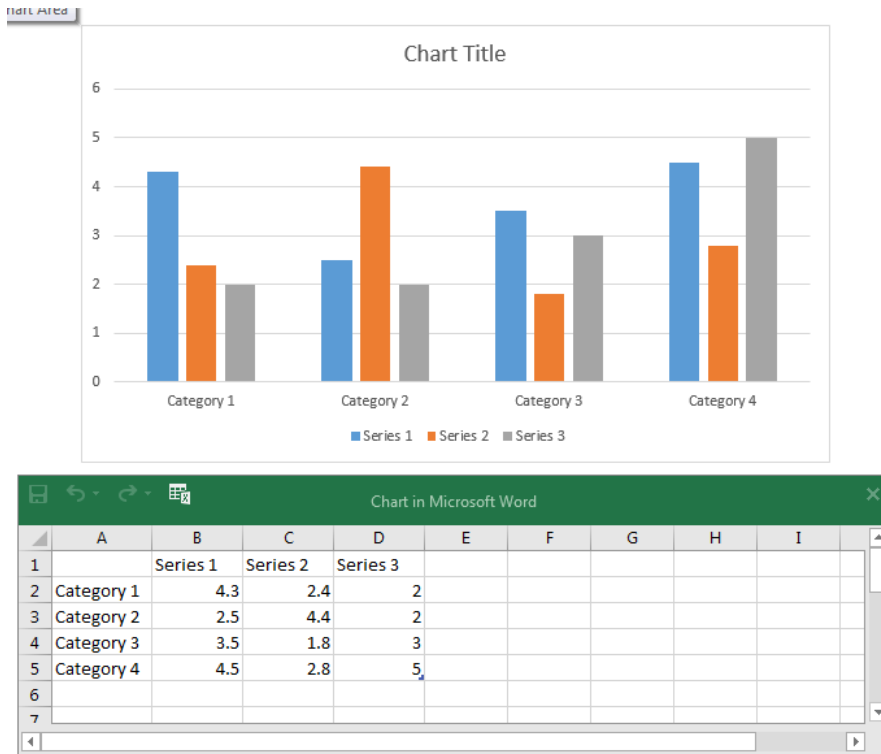 Chart Area
Chart Title
6
5
4
3
2
1
0
Category 1 Category 2 Category 3 Category 4
Series 1 Series 2 Series 3
Chart in Microsoft Word
A B C D E F G H I
1 Series 1 Series 2 Series 3
2 Category 1 4.3 2.4 2
3 Category 2 2.5 4.4 2
4 Category 3 3.5 1.8 3
5 Category 4 4.5 2.8 5
6
7